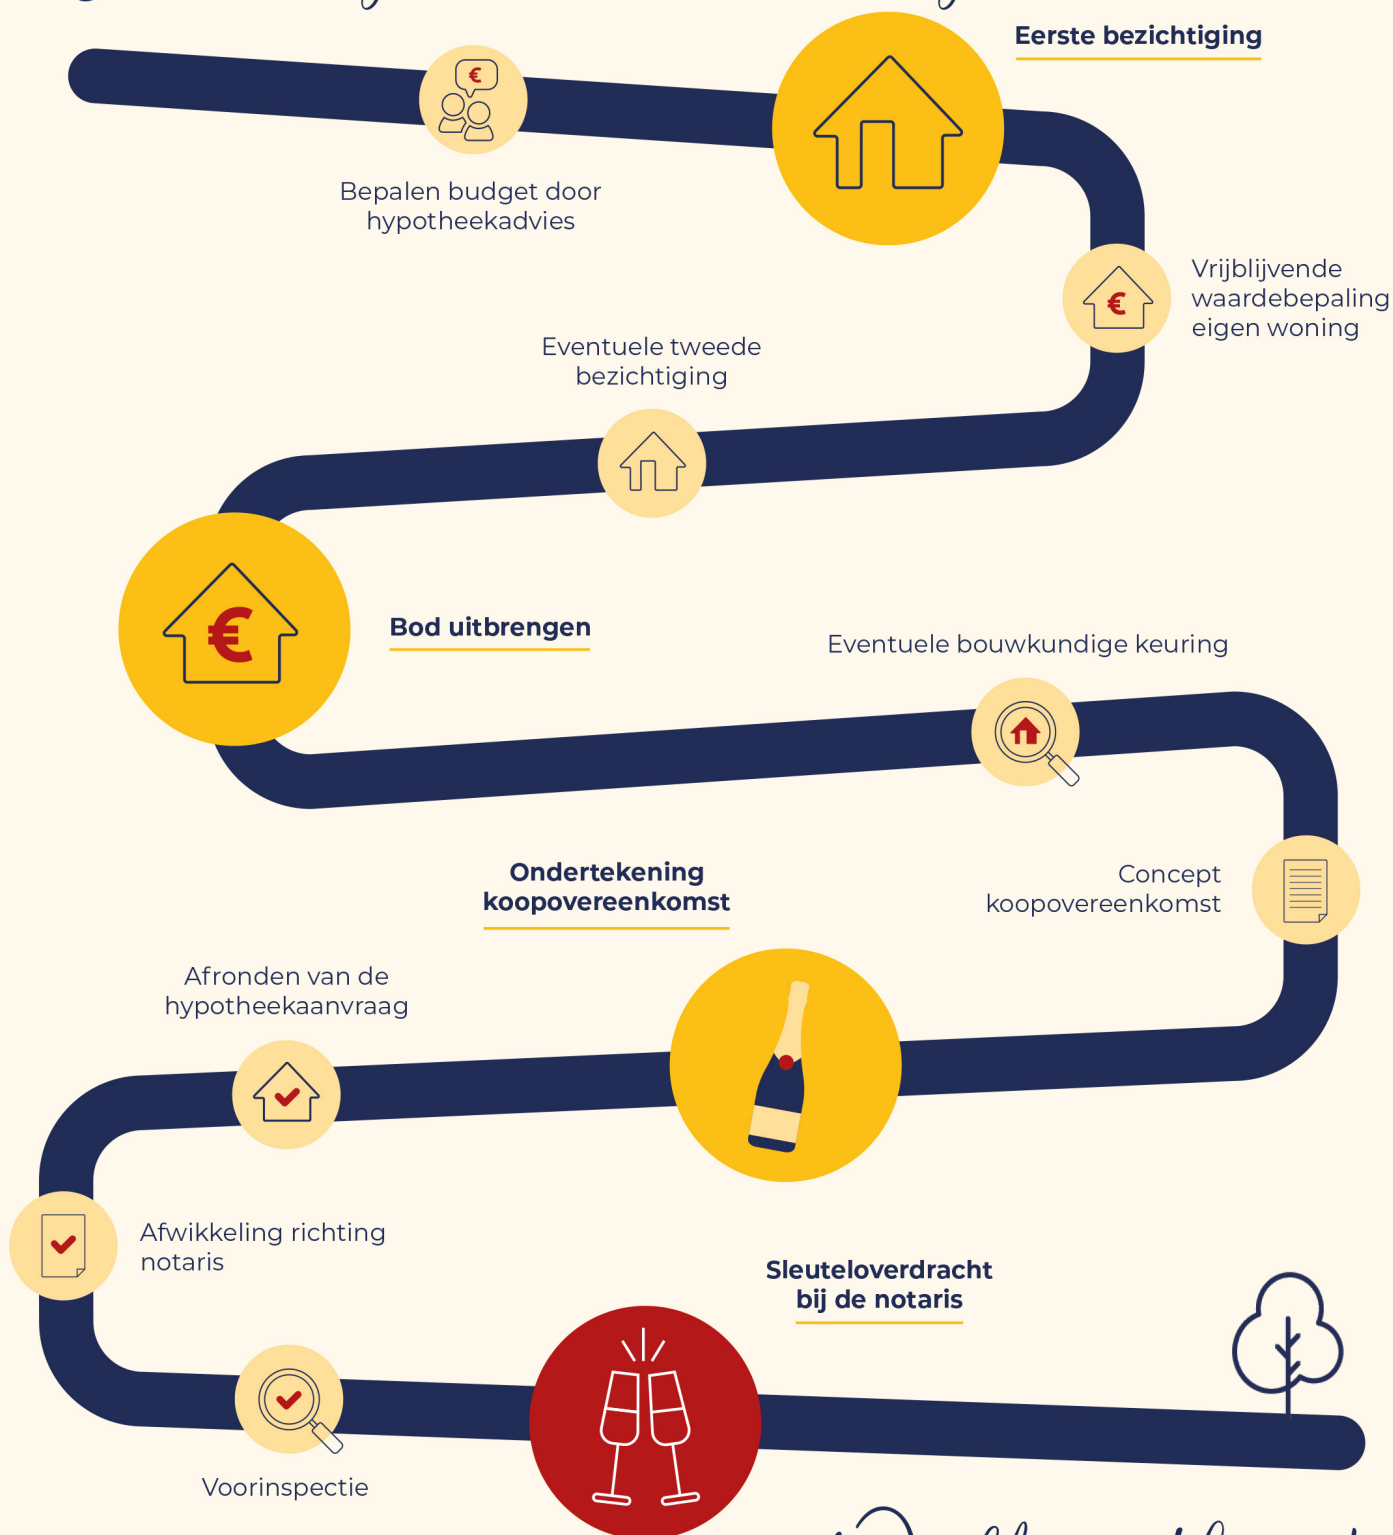 €
Eerste bezichtiging
Bepalen budget door
hypotheekadvies
€
Vrijblijvende
waardebepaling
eigen woning
Eventuele tweede
bezichtiging
€
Bod uitbrengen
Eventuele bouwkundige keuring
Concept
koopovereenkomst
Ondertekening
koopovereenkomst
Afronden van de
hypotheekaanvraag
Afwikkeling richting
notaris
Voorinspectie
Sleuteloverdracht
bij de notaris